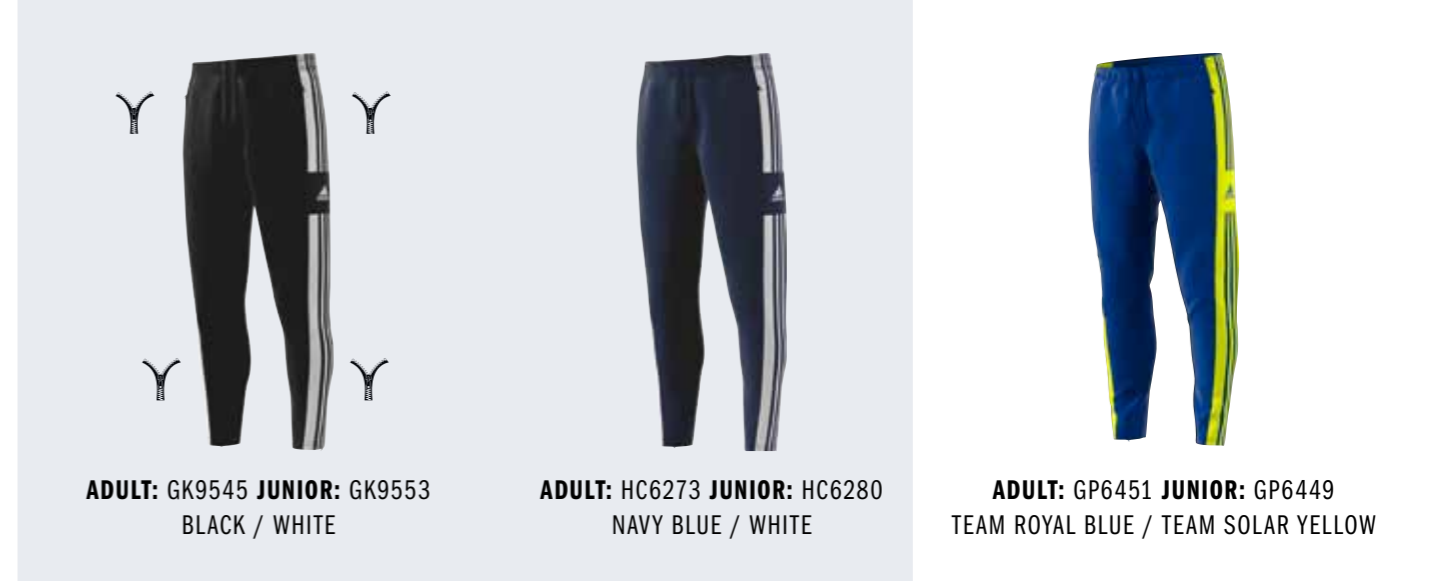 ADULT: GK9545 JUNIOR: GK9553
BLACK / WHITE
ADULT: HC6273 JUNIOR: HC6280
NAVY BLUE / WHITE
ADULT: GP6451 JUNIOR: GP6449
TEAM ROYAL BLUE / TEAM SOLAR YELLOW